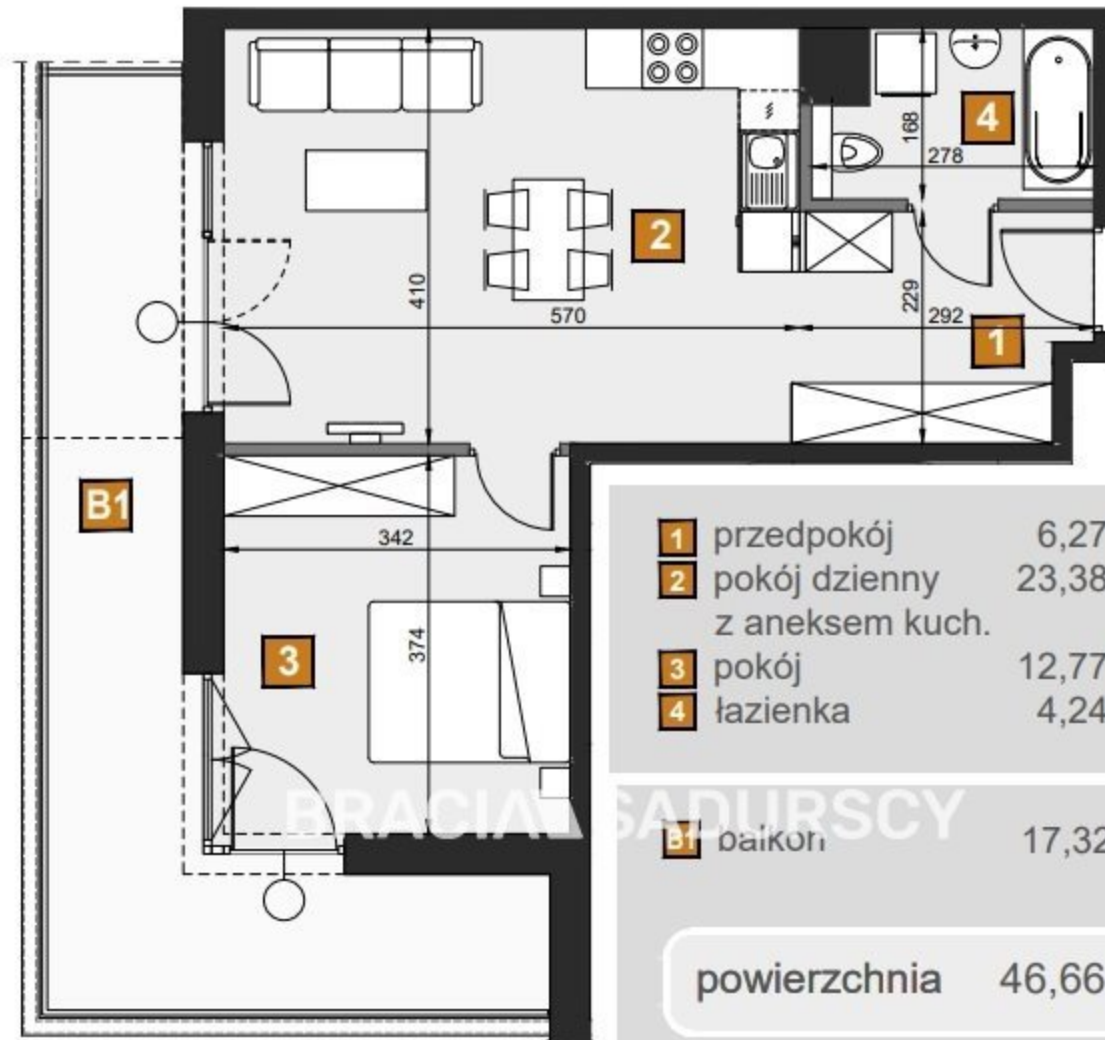 4
168
278
2
410
570
229
292
1
B1
342
374
3
1 przedpokój 6,27
2 pokój dzienny 23,38
z aneksem kuch.
3 pokój 12,77
4 łazienka 4,24
BRACIA SADURSCY
B1 balkon 17,32
powierzchnia 46,66